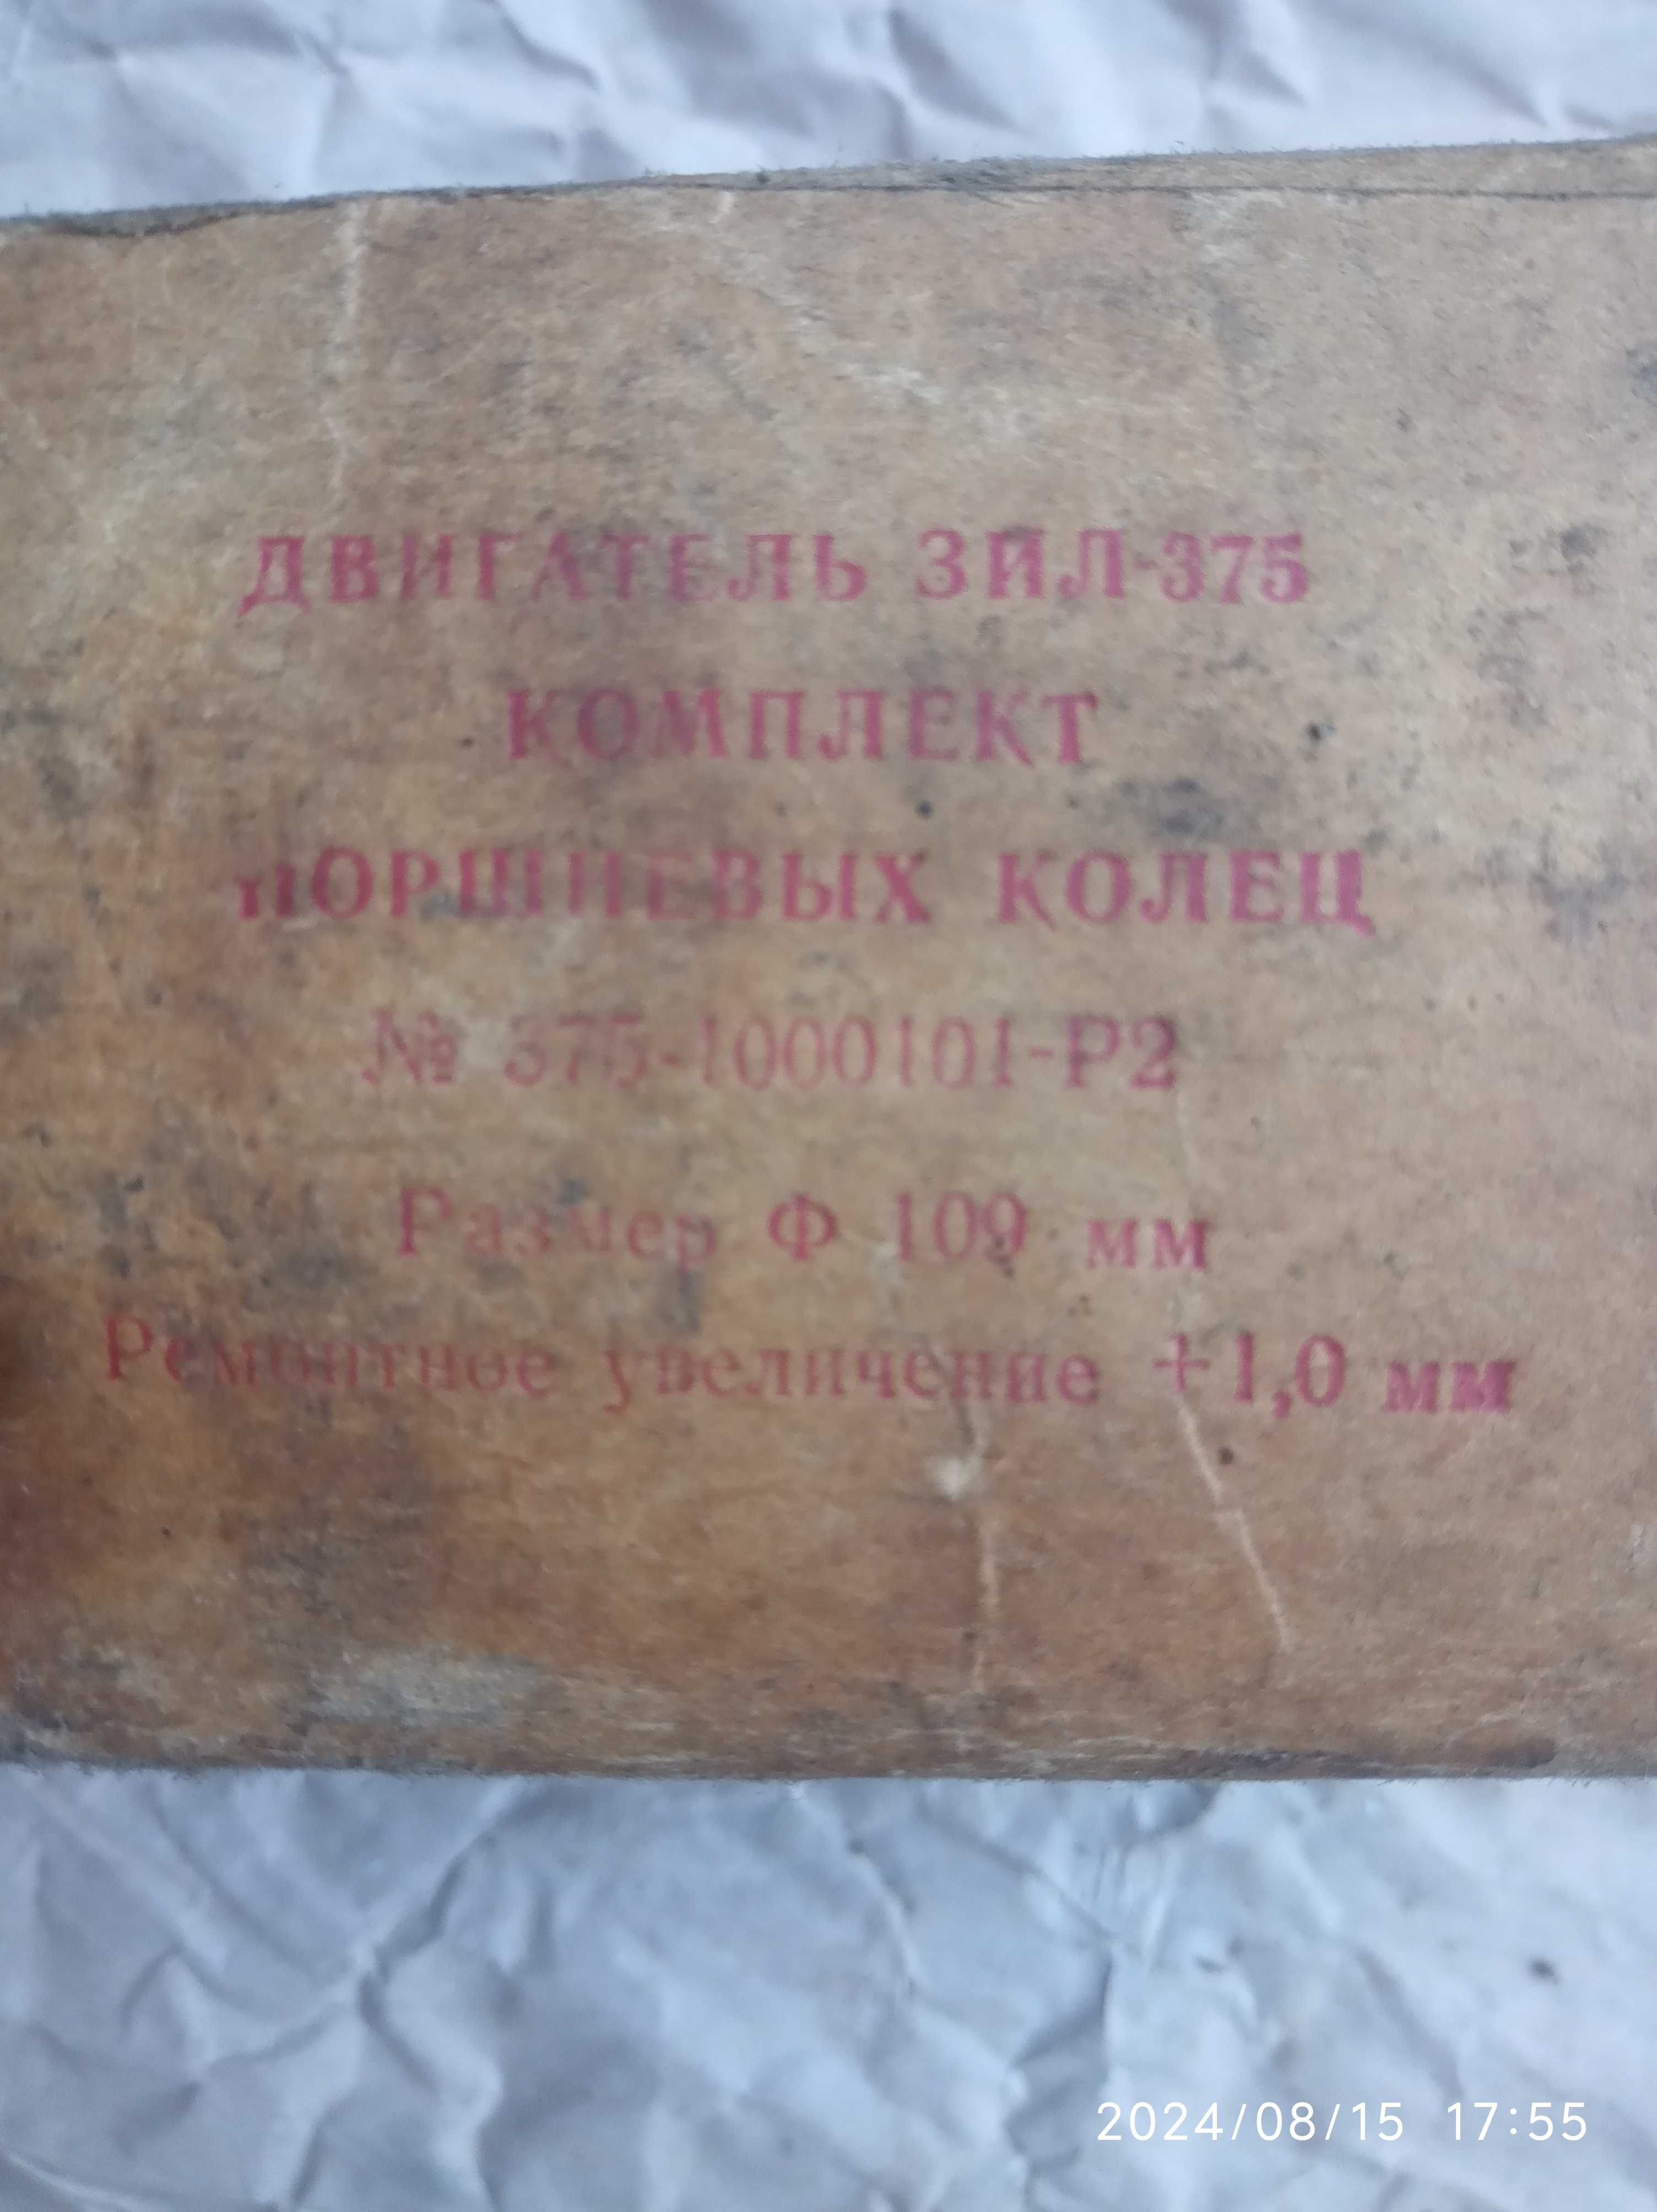 ДВИГАТЕЛЬ ЗИЛ-375
КОМПЛЕКТ
ПОРШНЕВЫХ КОЛЕЦ
№ 375-1000101-Р2
Размер Ф 109 мм
Ремонтное увеличение +1,0 мм
2024/08/15 17:55